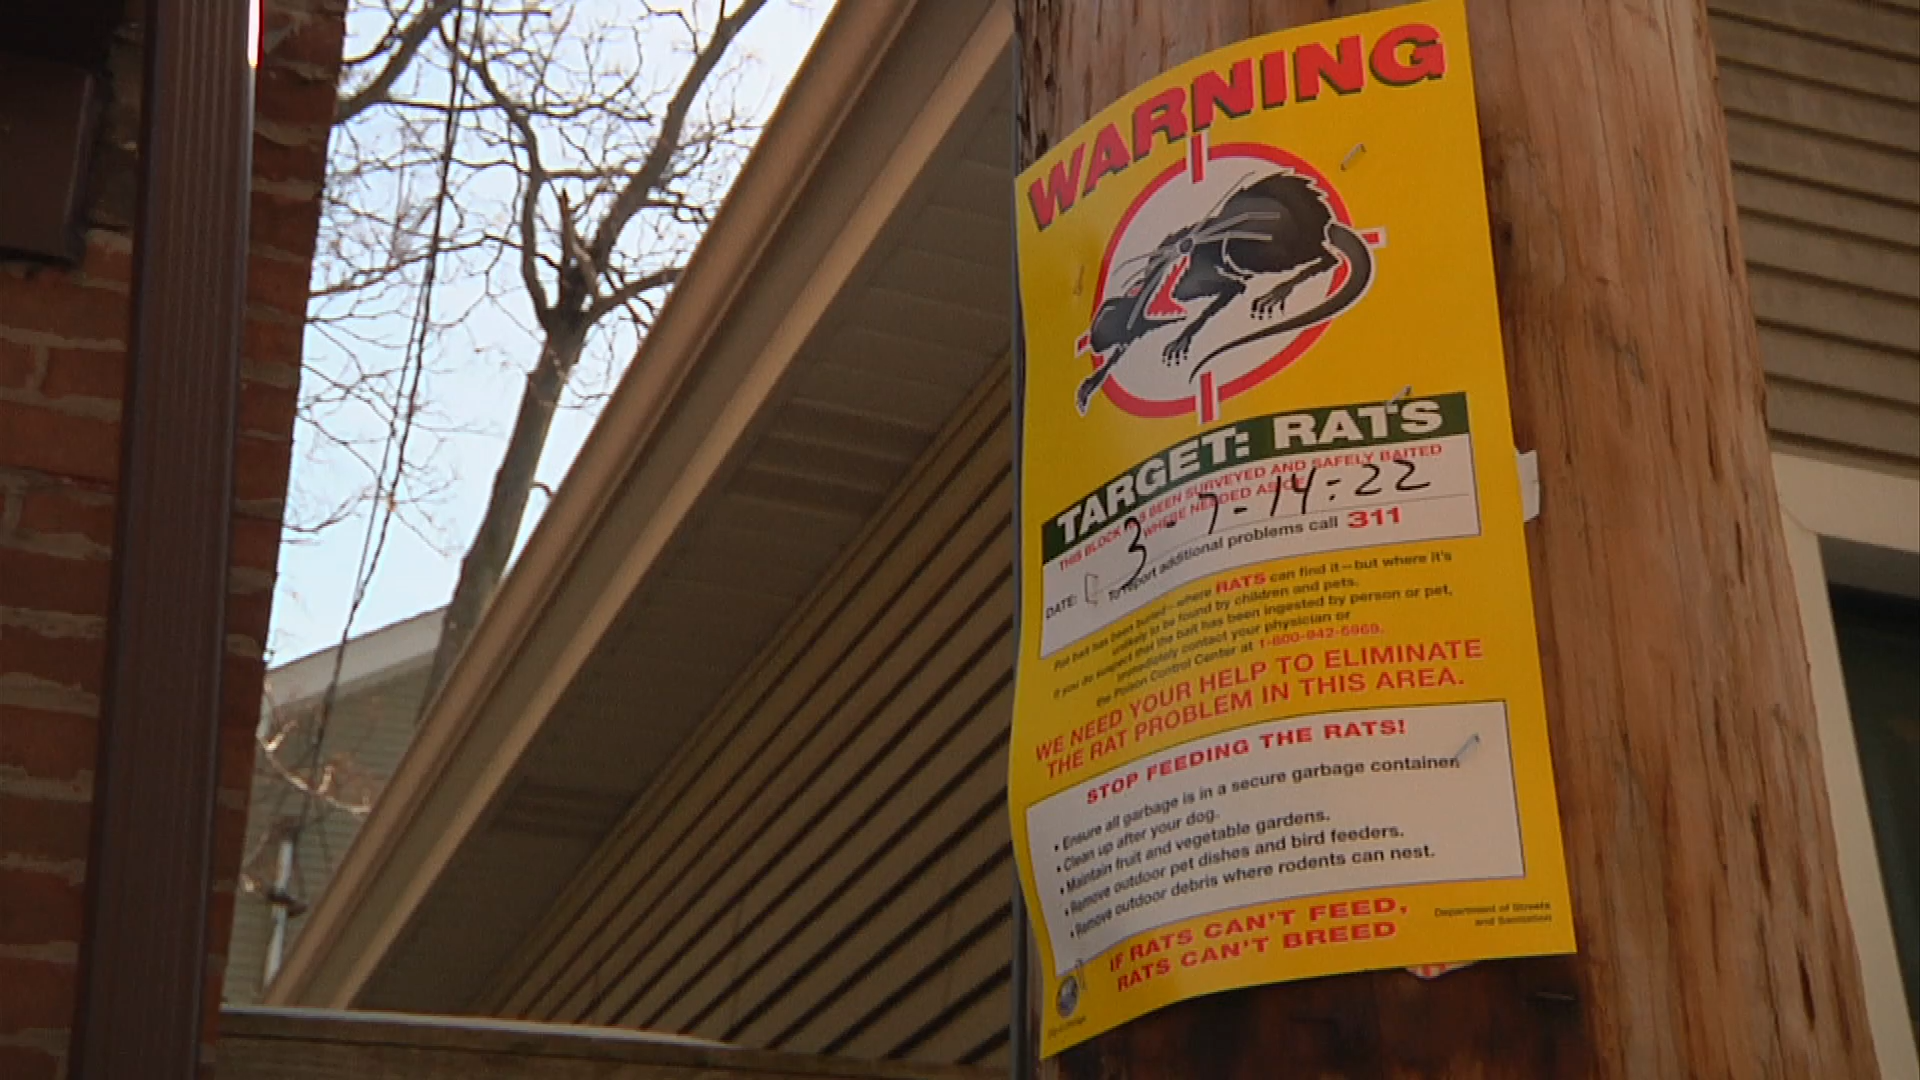 WARNING
TARGET: RATS
THIS BLOCK HAS BEEN SURVEYED AND SAFELY BAITED
WHERE NEEDED AS OF
DATE: 3-7-14:22
To report additional problems call 311
Rat bait has been buried—where RATS can find it—but where it's
unlikely to be found by children and pets.
If you do suspect that the bait has been ingested by person or pet,
immediately contact your physician or
the Poison Control Center at 1-800-942-5969.
WE NEED YOUR HELP TO ELIMINATE
THE RAT PROBLEM IN THIS AREA.
STOP FEEDING THE RATS!
• Ensure all garbage is in a secure garbage container.
• Clean up after your dog.
• Maintain fruit and vegetable gardens.
• Remove outdoor pet dishes and bird feeders.
• Remove outdoor debris where rodents can nest.
IF RATS CAN'T FEED,
RATS CAN'T BREED
Department of Streets
and Sanitation